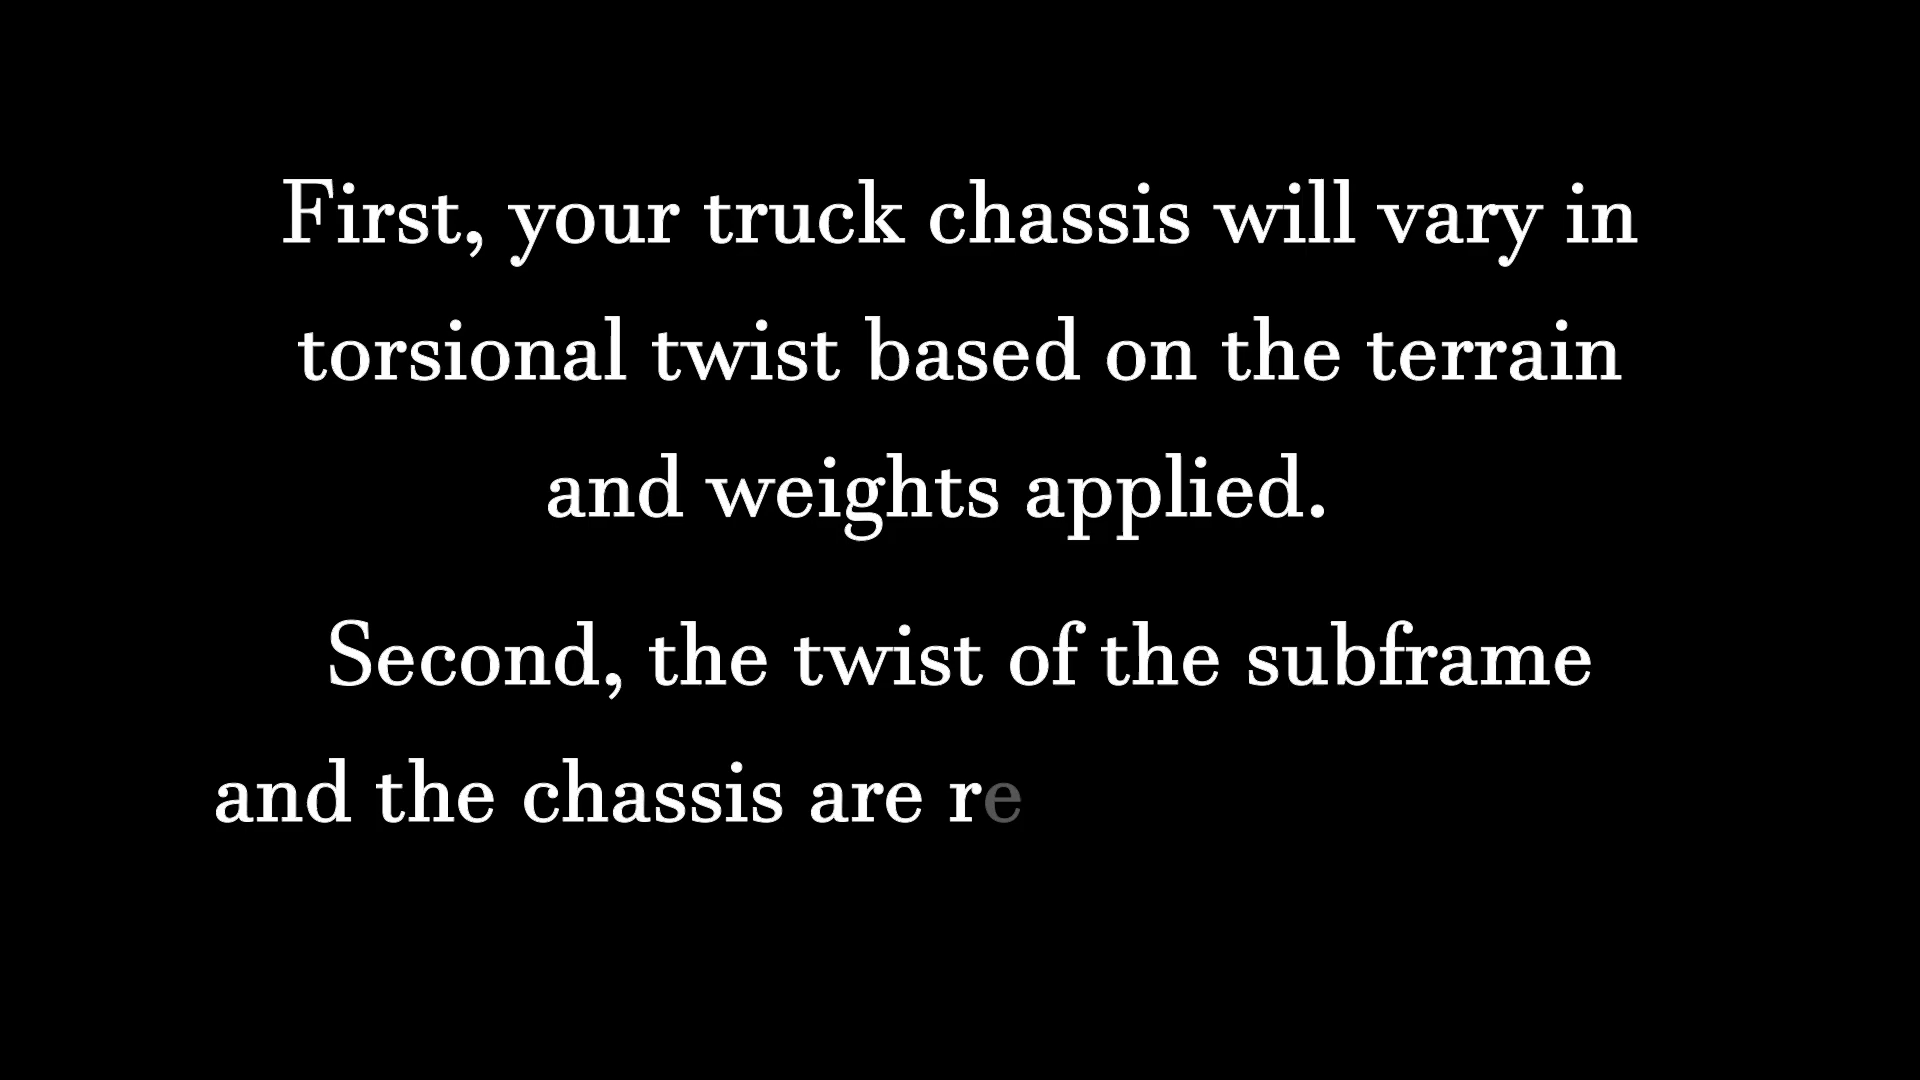 First, your truck chassis will vary in
torsional twist based on the terrain
and weights applied.
Second, the twist of the subframe
and the chassis are re